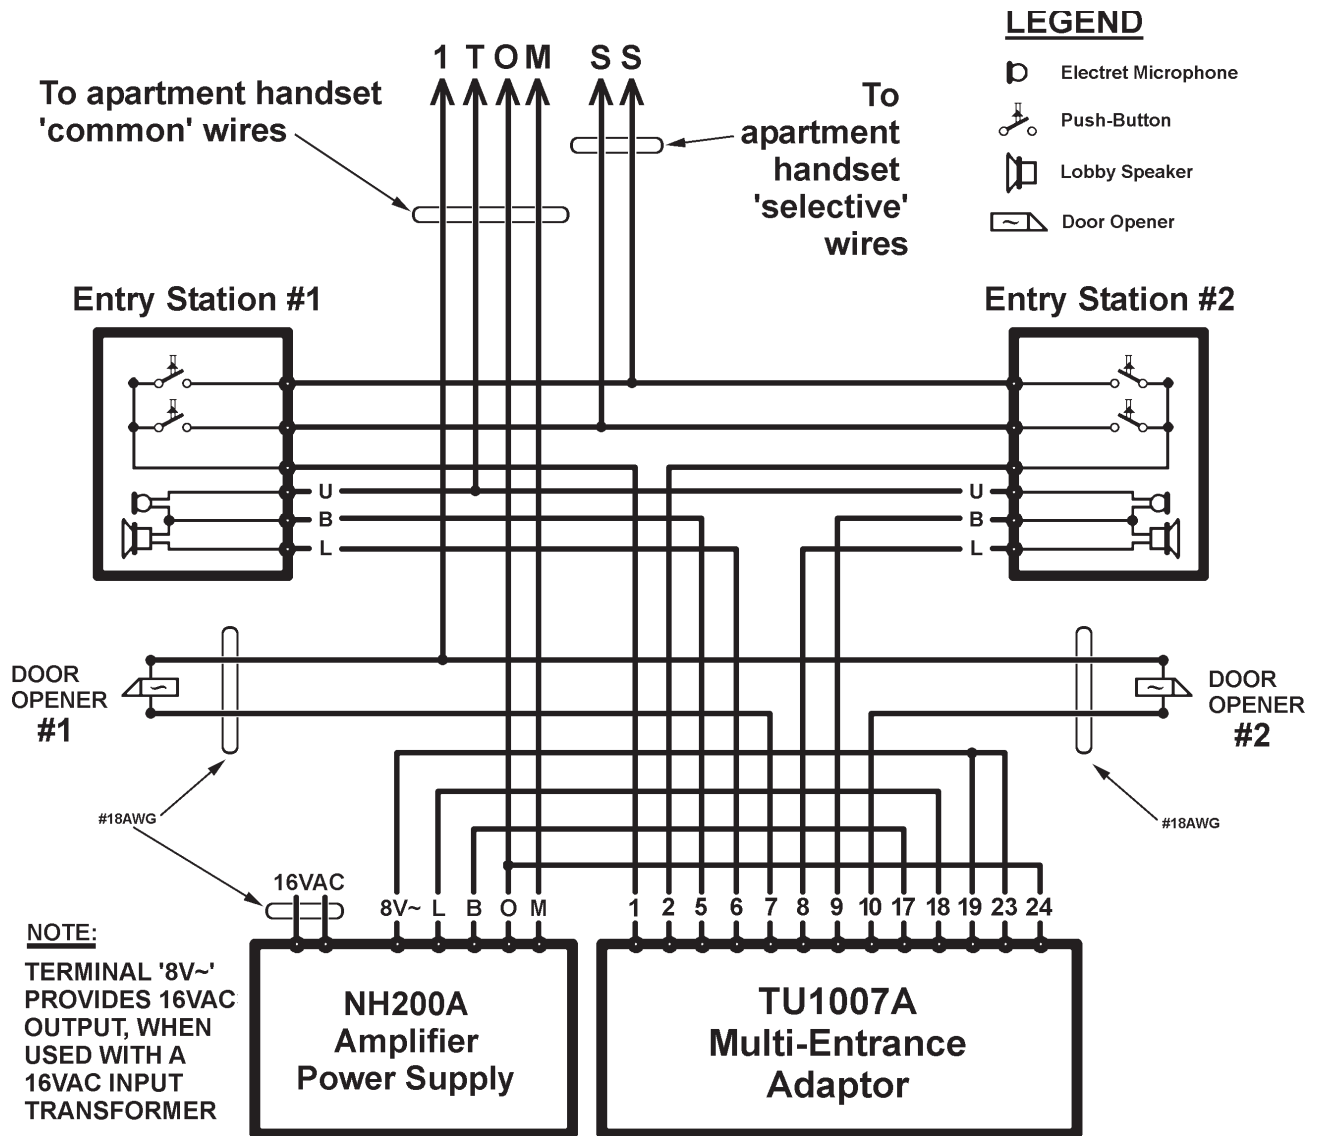 LEGEND
Electret Microphone
Push-Button
Lobby Speaker
Door Opener
1 T O M S S
To apartment handset
'common' wires
To
apartment
handset
'selective'
wires
Entry Station #1
Entry Station #2
U
B
L
U
B
L
DOOR
OPENER
#1
DOOR
OPENER
#2
#18AWG
#18AWG
16VAC
8V~ L B O M
1 2 5 6 7 8 9 10 17 18 19 23 24
NOTE:
TERMINAL '8V~'
PROVIDES 16VAC
OUTPUT, WHEN
USED WITH A
16VAC INPUT
TRANSFORMER
NH200A
Amplifier
Power Supply
TU1007A
Multi-Entrance
Adaptor